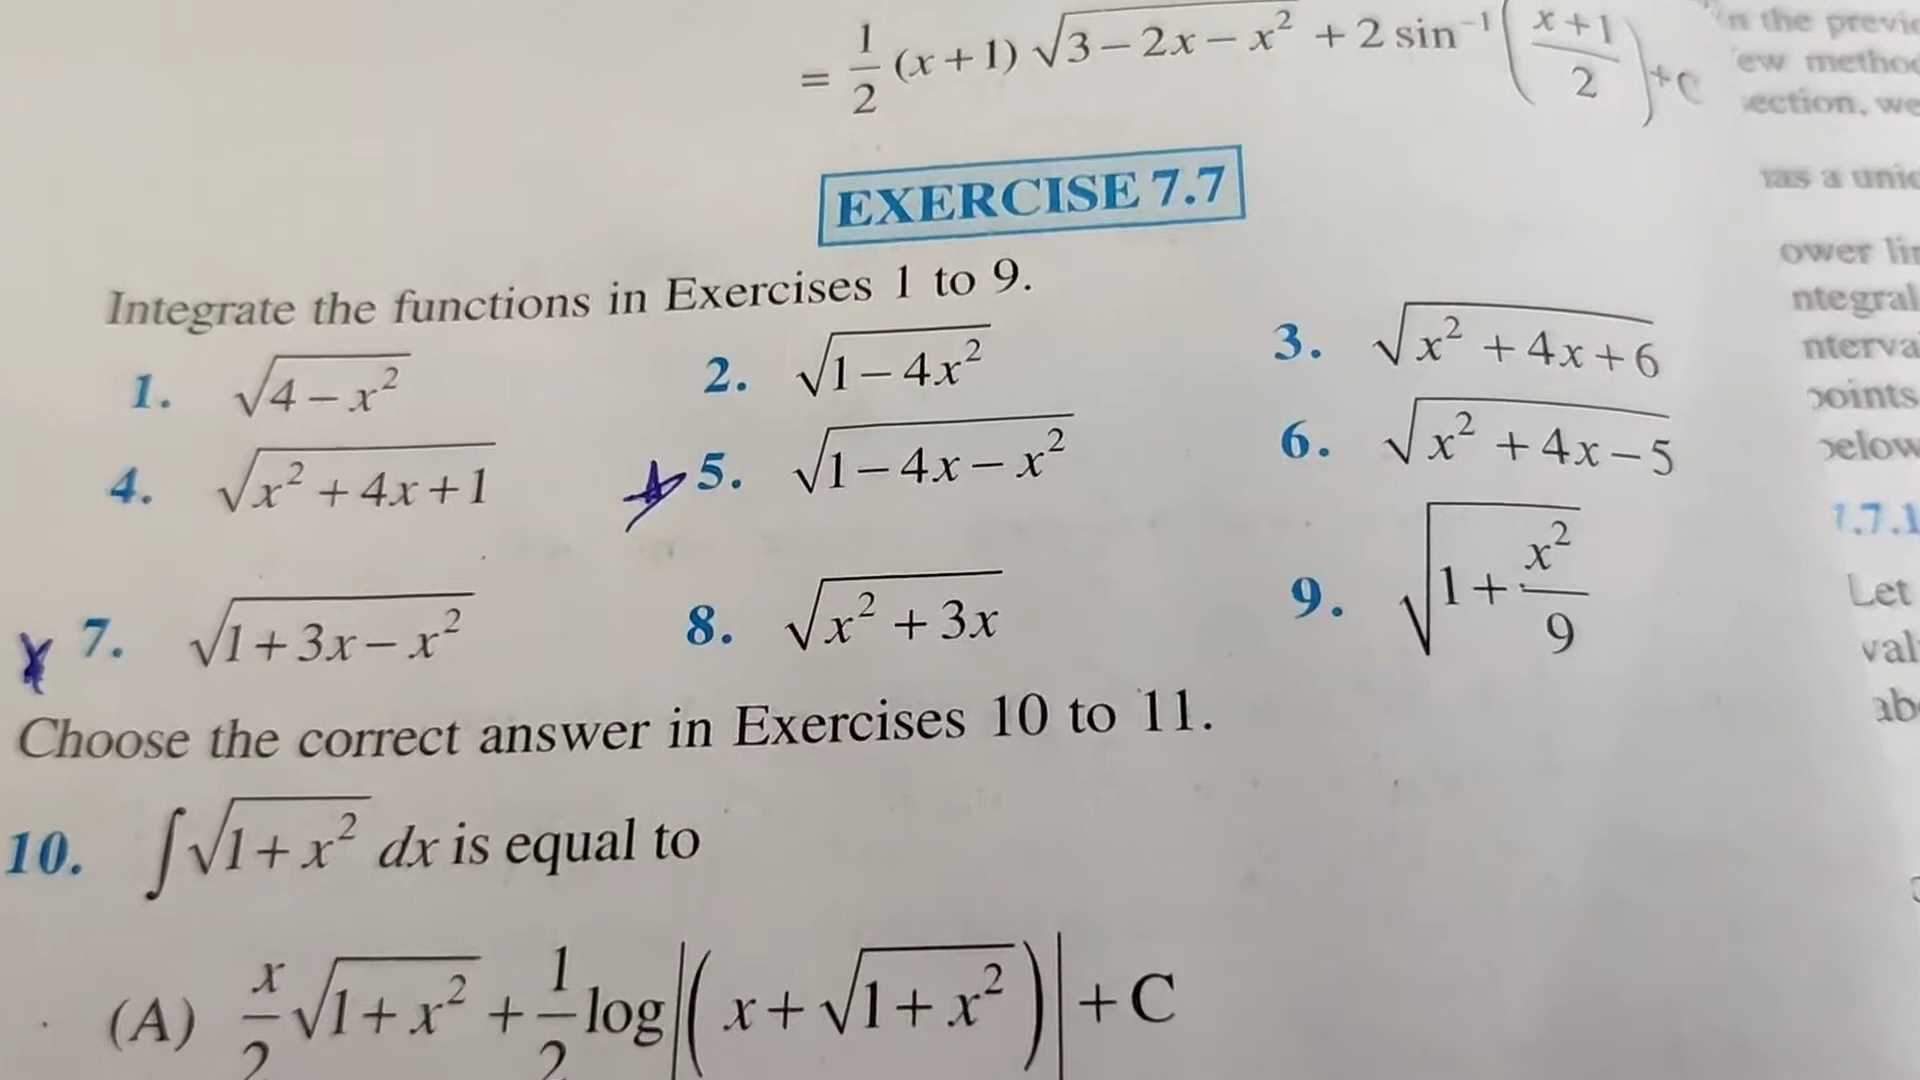 = 1/2 (x+1) √(3 − 2x − x²) + 2 sin⁻¹((x+1)/2) + C
EXERCISE 7.7
Integrate the functions in Exercises 1 to 9.
1. √(4 − x²) 2. √(1 − 4x²) 3. √(x² + 4x + 6)
4. √(x² + 4x + 1) 5. √(1 − 4x − x²) 6. √(x² + 4x − 5)
7. √(1 + 3x − x²) 8. √(x² + 3x) 9. √(1 + x²/9)
Choose the correct answer in Exercises 10 to 11.
10. ∫√(1 + x²) dx is equal to
(A) x/2 √(1 + x²) + 1/2 log|(x + √(1 + x²))| + C
the
we
as a
Let